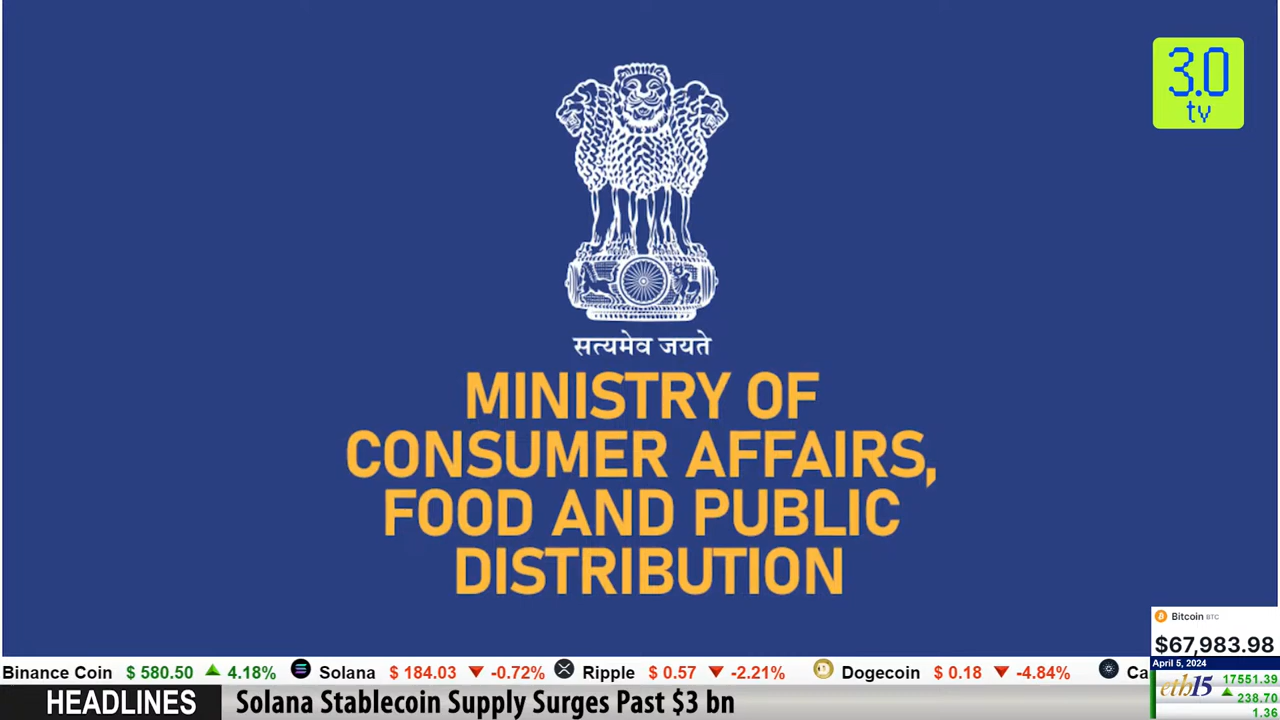 3.0
tv
सत्यमेव जयते
MINISTRY OF
CONSUMER AFFAIRS,
FOOD AND PUBLIC
DISTRIBUTION
Bitcoin BTC
$67,983.98
April 5, 2024
Binance Coin $ 580.50 4.18% Solana $ 184.03 -0.72% Ripple $ 0.57 -2.21% Dogecoin $ 0.18 -4.84% Ca
eth15 17551.39
238.70
1.36
HEADLINES Solana Stablecoin Supply Surges Past $3 bn